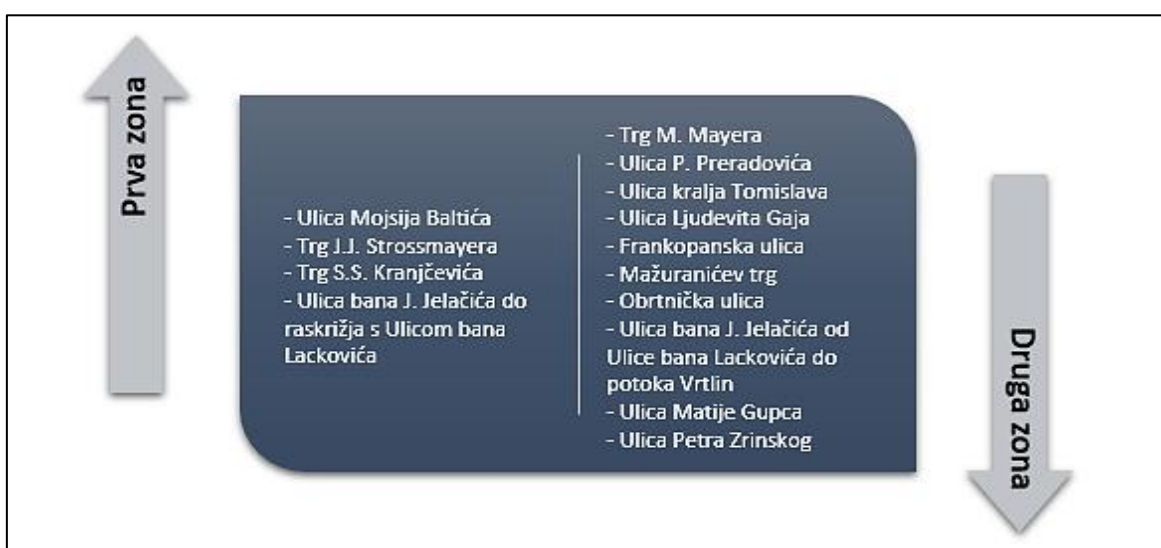 Prva zona
- Ulica Mojsija Baltića
- Trg J.J. Strossmayera
- Trg S.S. Kranjčevića
- Ulica bana J. Jelačića do
raskrižja s Ulicom bana
Lackovića
- Trg M. Mayera
- Ulica P. Preradovića
- Ulica kralja Tomislava
- Ulica Ljudevita Gaja
- Frankopanska ulica
- Mažuranićev trg
- Obrtnička ulica
- Ulica bana J. Jelačića od
Ulice bana Lackovića do
potoka Vrtlin
- Ulica Matije Gupca
- Ulica Petra Zrinskog
Druga zona